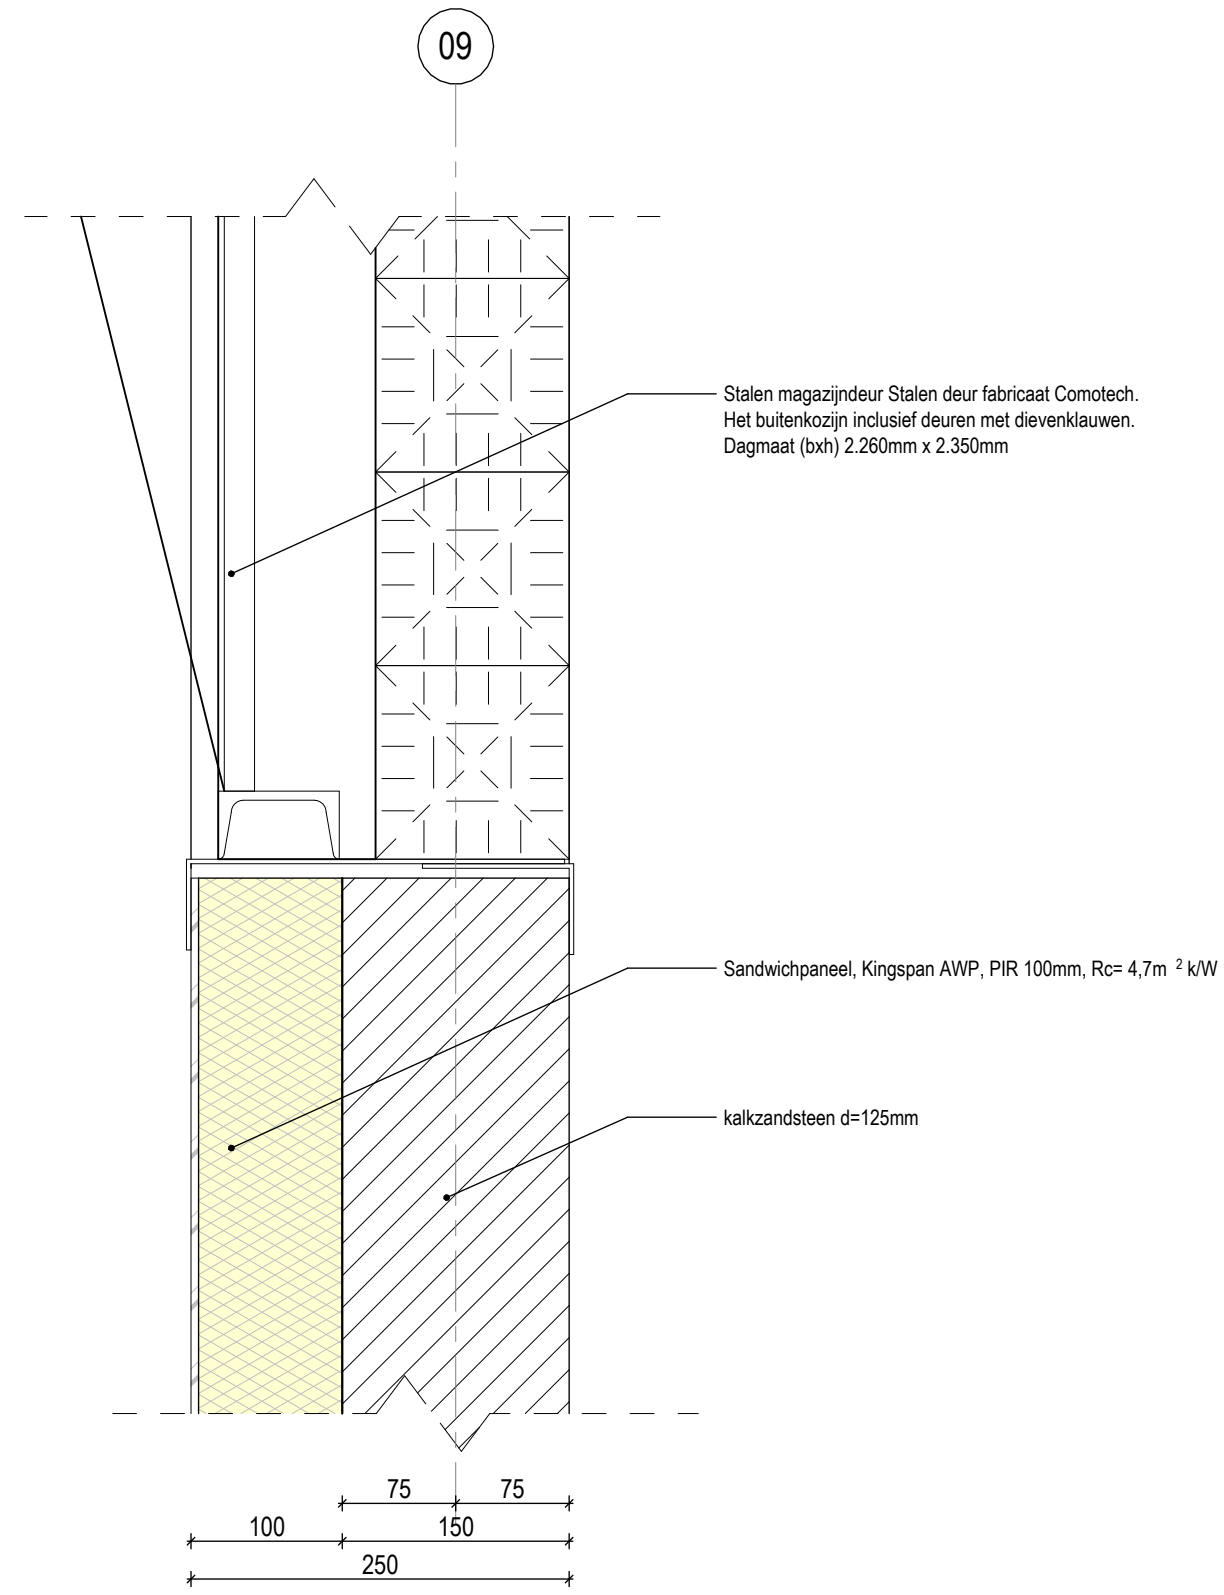 09
Stalen magazijndeur Stalen deur fabricaat Comotech.
Het buitenkozijn inclusief deuren met dievenklauwen.
Dagmaat (bxh) 2.260mm x 2.350mm
Sandwichpaneel, Kingspan AWP, PIR 100mm, Rc= 4,7m ² k/W
kalkzandsteen d=125mm
75 75
100 150
250